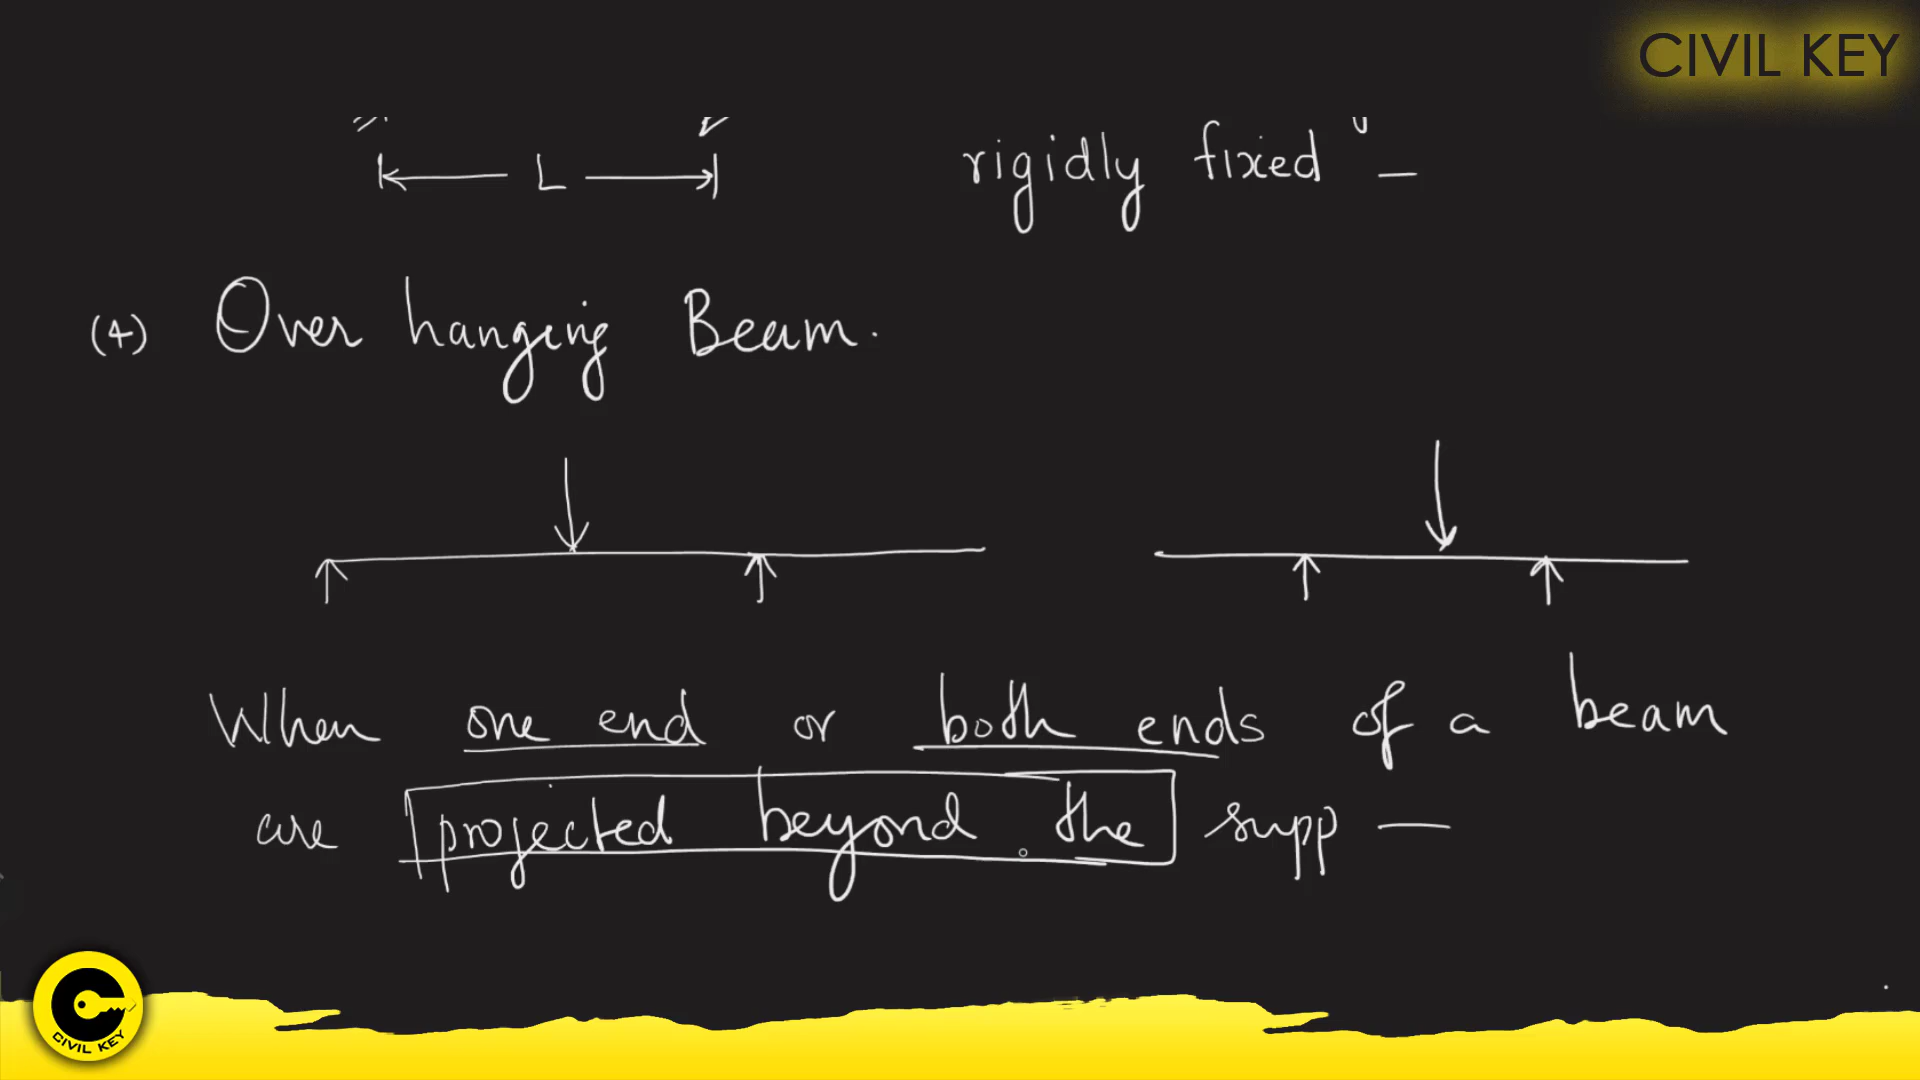 CIVIL KEY
L
rigidly fixed —
(4) Over hanging Beam.
When one end or both ends of a beam
are projected beyond the supp —
CIVIL KEY